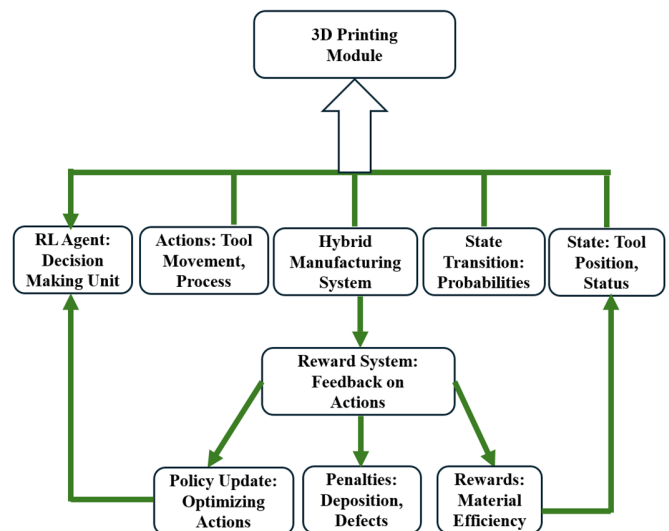 3D Printing
Module
RL Agent:
Decision
Making Unit
Actions: Tool
Movement,
Process
Hybrid
Manufacturing
System
State
Transition:
Probabilities
State: Tool
Position,
Status
Reward System:
Feedback on
Actions
Policy Update:
Optimizing
Actions
Penalties:
Deposition,
Defects
Rewards:
Material
Efficiency